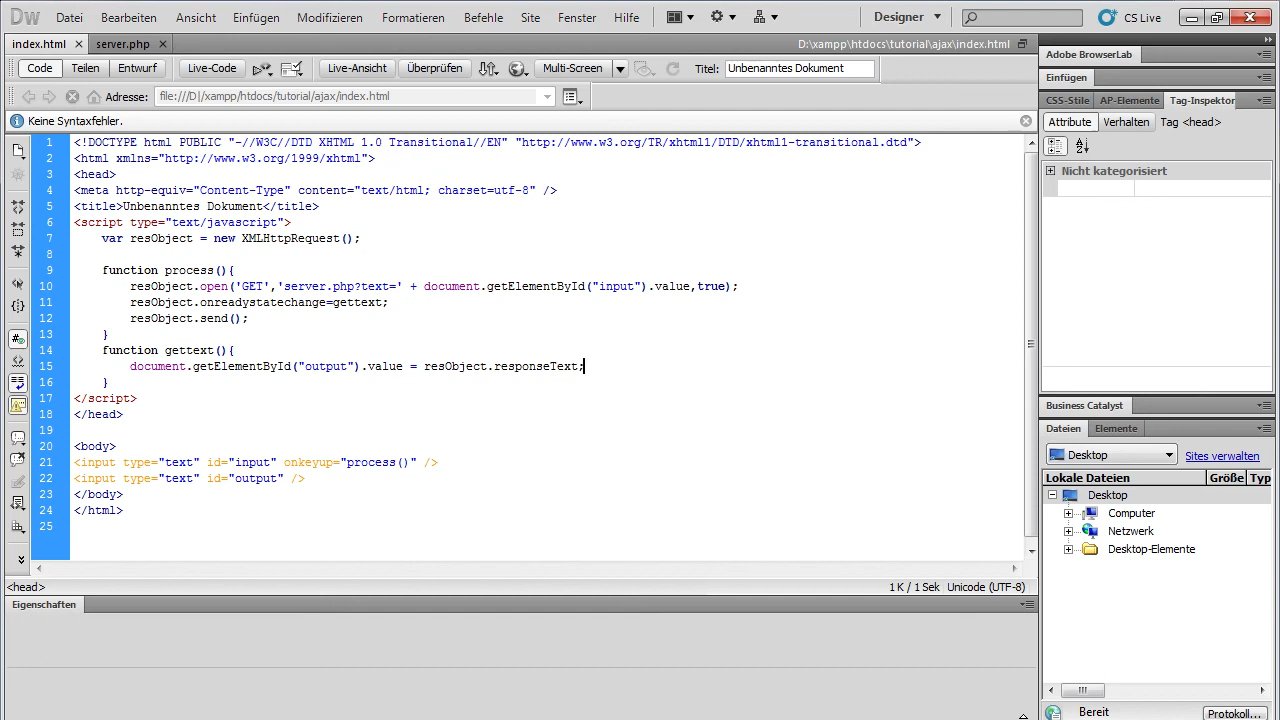 Dw Datei Bearbeiten Ansicht Einfügen Modifizieren Formatieren Befehle Site Fenster Hilfe Designer CS Live
index.html server.php D:\xampp\htdocs\tutorial\ajax\index.html
Code Teilen Entwurf Live-Code Live-Ansicht Überprüfen Multi-Screen Titel: Unbenanntes Dokument
Adresse: file:///D|/xampp/htdocs/tutorial/ajax/index.html
Keine Syntaxfehler.
1 <!DOCTYPE html PUBLIC "-//W3C//DTD XHTML 1.0 Transitional//EN" "http://www.w3.org/TR/xhtml1/DTD/xhtml1-transitional.dtd">
2 <html xmlns="http://www.w3.org/1999/xhtml">
3 <head>
4 <meta http-equiv="Content-Type" content="text/html; charset=utf-8" />
5 <title>Unbenanntes Dokument</title>
6 <script type="text/javascript">
7 var resObject = new XMLHttpRequest();
8
9 function process(){
10 resObject.open('GET','server.php?text=' + document.getElementById("input").value,true);
11 resObject.onreadystatechange=gettext;
12 resObject.send();
13 }
14 function gettext(){
15 document.getElementById("output").value = resObject.responseText;
16 }
17 </script>
18 </head>
19
20 <body>
21 <input type="text" id="input" onkeyup="process()" />
22 <input type="text" id="output" />
23 </body>
24 </html>
25
<head> 1 K / 1 Sek Unicode (UTF-8)
Eigenschaften
Adobe BrowserLab
Einfügen
CSS-Stile AP-Elemente Tag-Inspektor
Attribute Verhalten Tag <head>
Nicht kategorisiert
Business Catalyst
Dateien Elemente
Desktop Sites verwalten
Lokale Dateien Größe Typ
Desktop
Computer
Netzwerk
Desktop-Elemente
Bereit Protokoll...